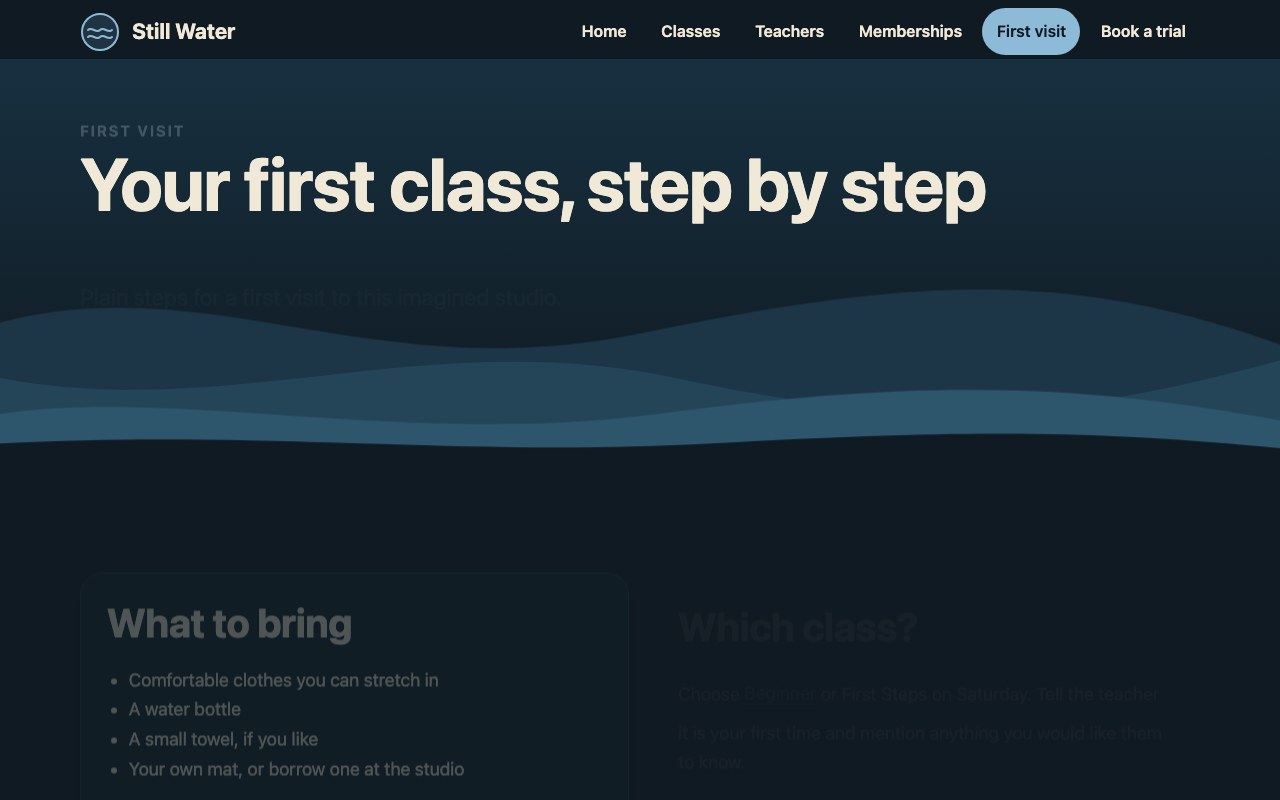 Still Water
Home
Classes
Teachers
Memberships
First visit
Book a trial
FIRST VISIT
Your first class, step by step
Plain steps for a first visit to this imagined studio.
What to bring
Comfortable clothes you can stretch in
A water bottle
A small towel, if you like
Your own mat, or borrow one at the studio
Which class?
Choose Beginner or First Steps on Saturday. Tell the teacher
it is your first time and mention anything you would like them
to know.